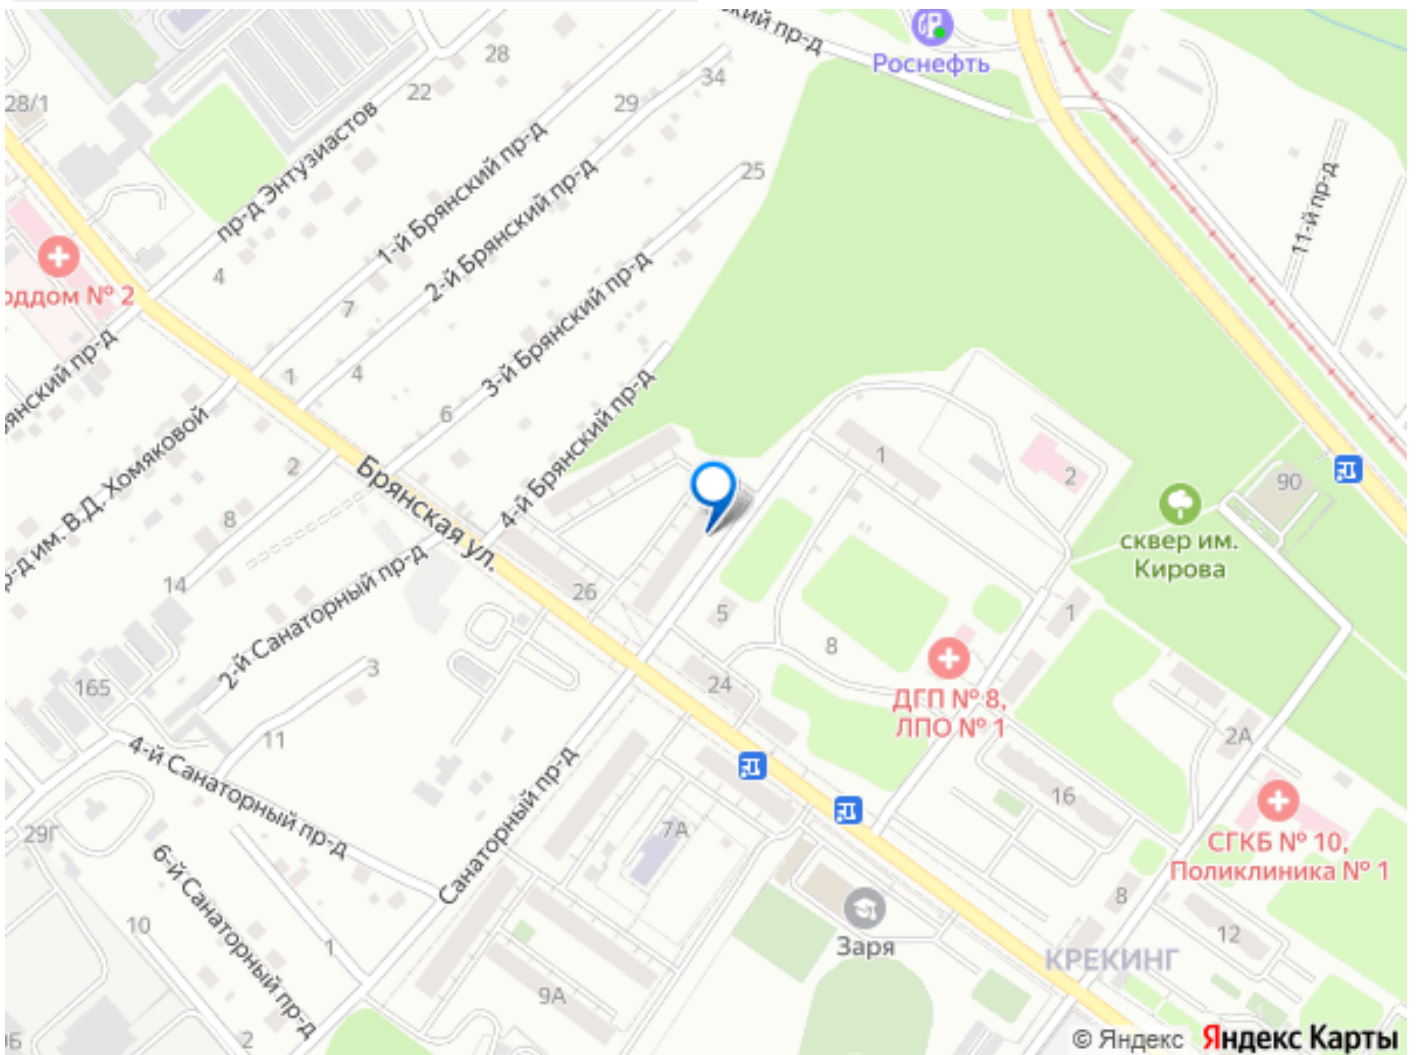 ский пр-д
Роснефть
28
34
22
29
28/1
пр-д Энтузиастов
1-й Брянский пр-д
2-й Брянский пр-д
25
11-й пр-д
4
оддом № 2
7
3-й Брянский пр-д
янский пр-д
1
4
6
4-й Брянский пр-д
р-д им. В.Д. Хомяковой
2
Брянская ул.
1
2
90
8
сквер им.
Кирова
14
2-й Санаторный пр-д
26
5
1
8
3
165
24
ДГП № 8,
ЛПО № 1
2А
11
4-й Санаторный пр-д
Санаторный пр-д
16
7А
29Г
СГКБ № 10,
Поликлиника № 1
6-й Санаторный пр-д
8
10
1
Заря
12
КРЕКИНГ
9А
2
© Яндекс Яндекс Карты